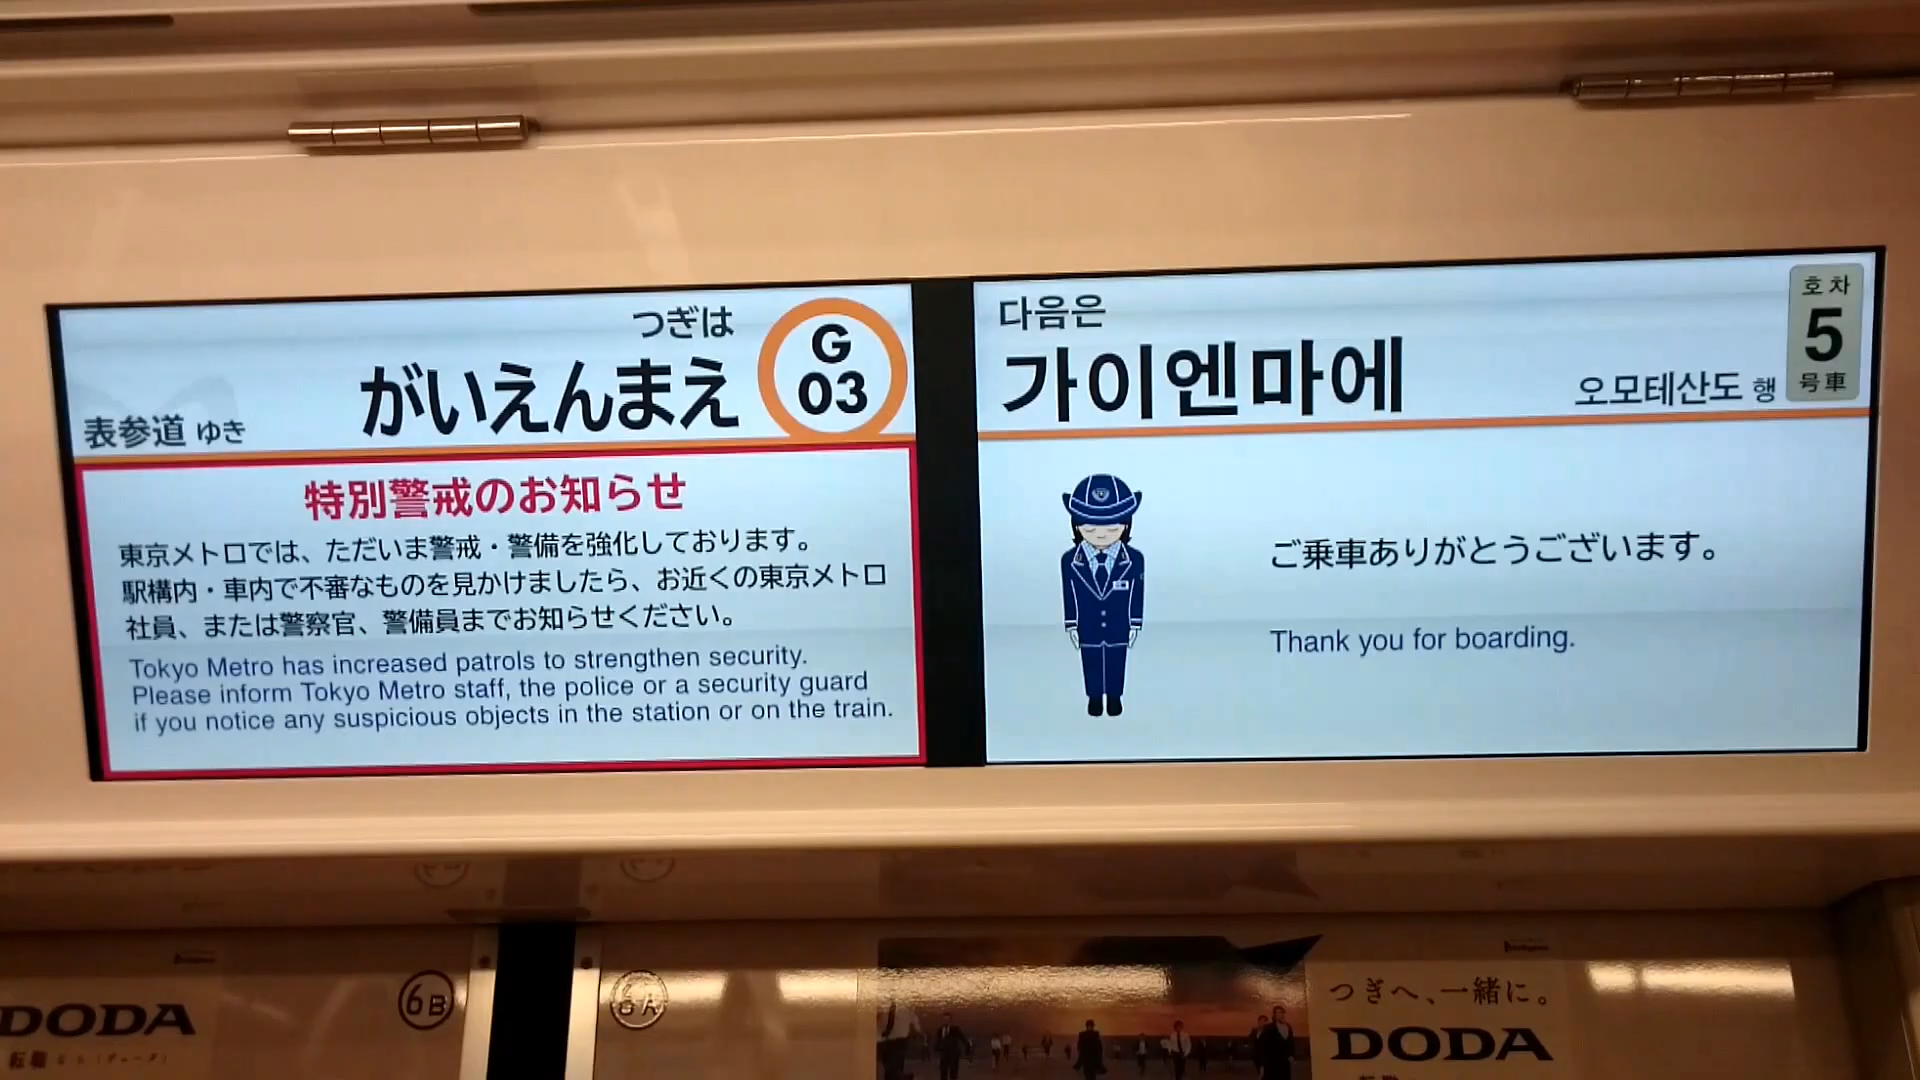 つぎは
がいえんまえ
表参道 ゆき
G
03
特別警戒のお知らせ
東京メトロでは、ただいま警戒・警備を強化しております。
駅構内・車内で不審なものを見かけましたら、お近くの東京メトロ
社員、または警察官、警備員までお知らせください。
Tokyo Metro has increased patrols to strengthen security.
Please inform Tokyo Metro staff, the police or a security guard
if you notice any suspicious objects in the station or on the train.
다음은
가이엔마에
오모테산도 행
호차
5
号車
ご乗車ありがとうございます。
Thank you for boarding.
DODA
6B
6A
つぎへ、一緒に。
DODA